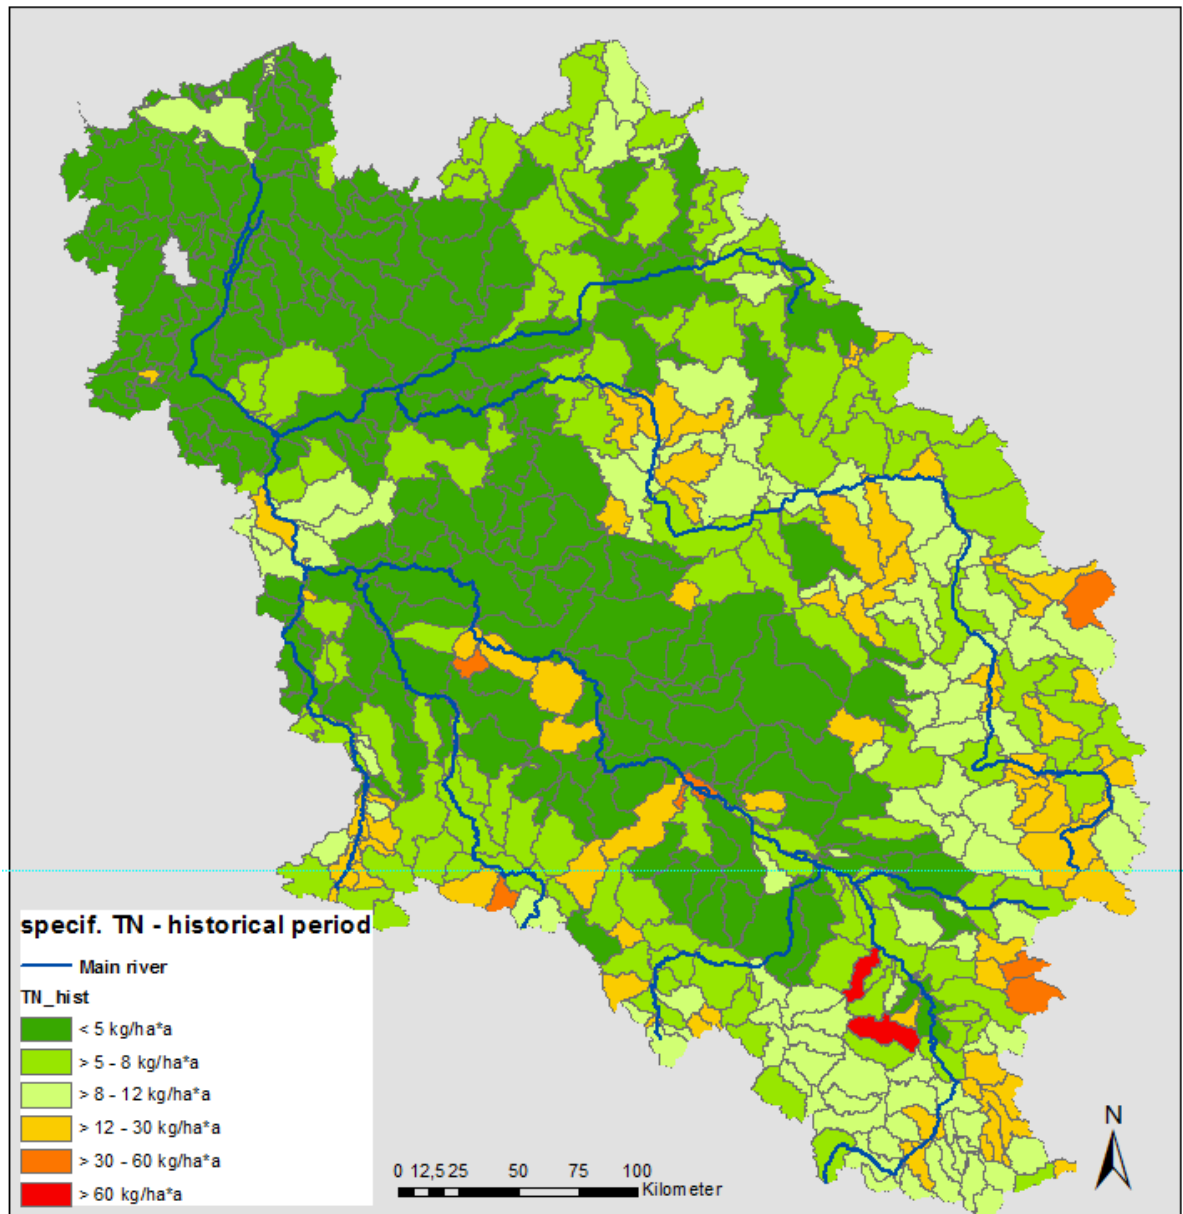 specif. TN - historical period
Main river
TN_hist
< 5 kg/ha*a
> 5 - 8 kg/ha*a
> 8 - 12 kg/ha*a
> 12 - 30 kg/ha*a
> 30 - 60 kg/ha*a
> 60 kg/ha*a
0 12,5 25 50 75 100
Kilometer
N